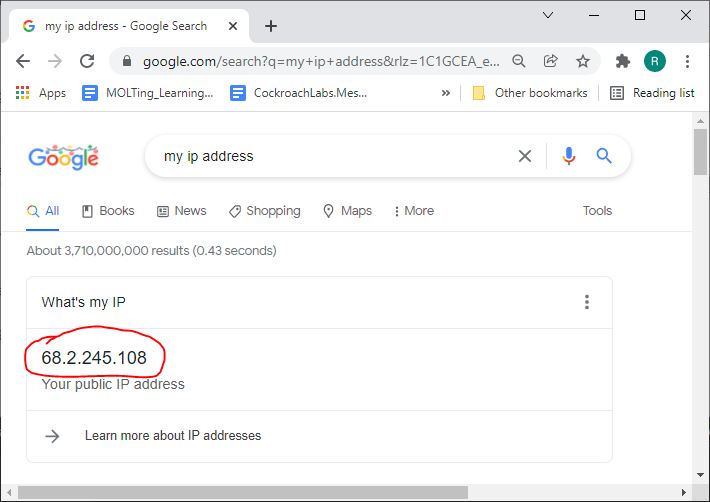 my ip address - Google Search
google.com/search?q=my+ip+address&rlz=1C1GCEA_e...
R
Apps MOLTing_Learning... CockroachLabs.Mes... » Other bookmarks Reading list
Google
my ip address
All Books News Shopping Maps More Tools
About 3,710,000,000 results (0.43 seconds)
What's my IP
68.2.245.108
Your public IP address
Learn more about IP addresses